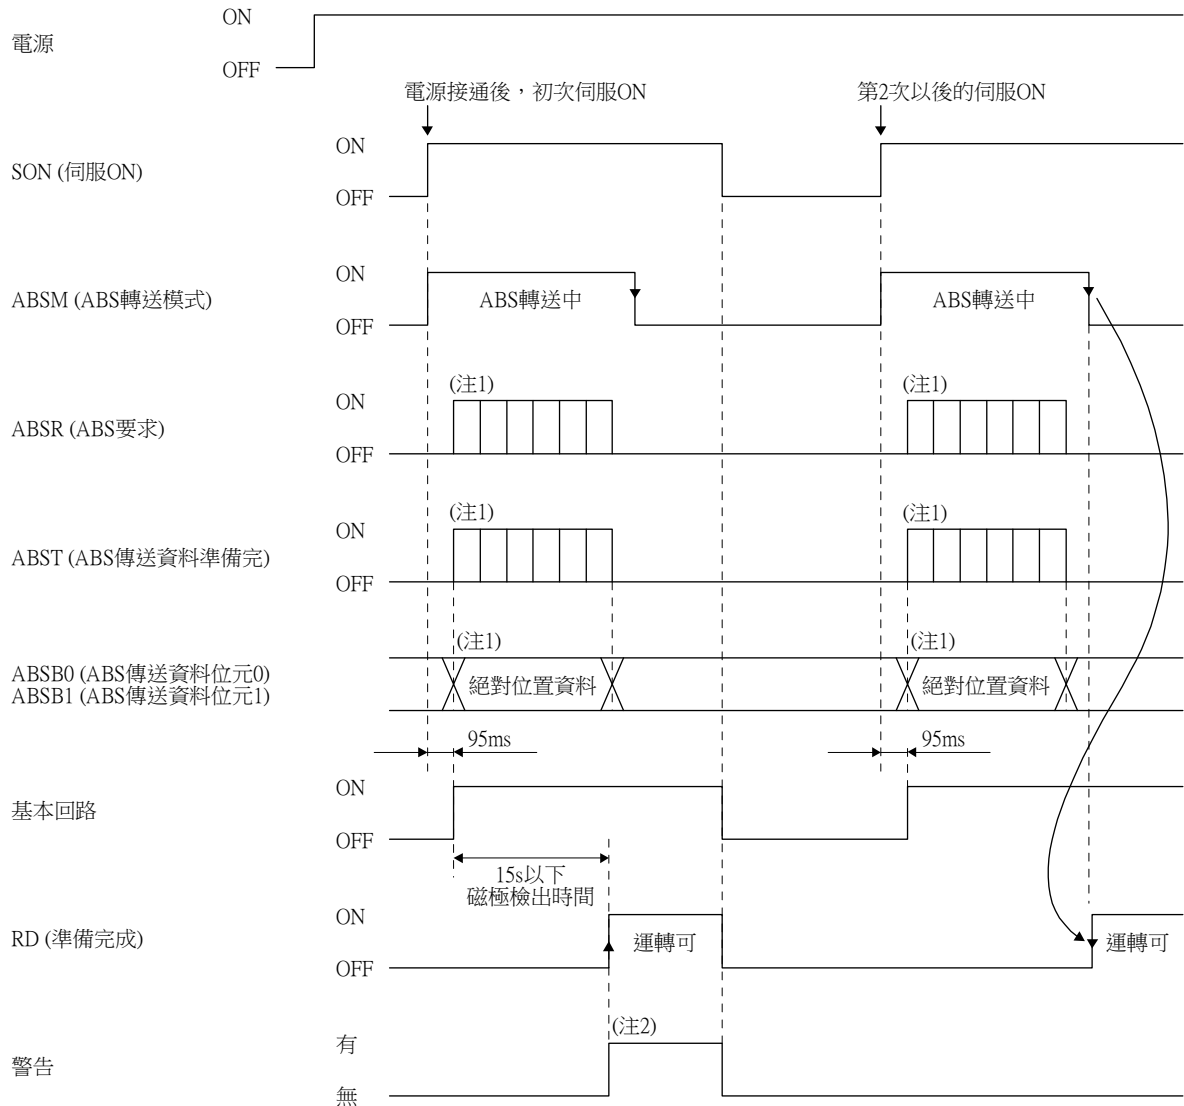 電源
ON
OFF
電源接通後，初次伺服ON
第2次以後的伺服ON
SON (伺服ON)
ON
OFF
ABSM (ABS轉送模式)
ON
OFF
ABS轉送中
ABS轉送中
ABSR (ABS要求)
ON
OFF
(注1)
(注1)
ABST (ABS傳送資料準備完)
ON
OFF
(注1)
(注1)
ABSB0 (ABS傳送資料位元0)
ABSB1 (ABS傳送資料位元1)
(注1)
絕對位置資料
(注1)
絕對位置資料
95ms
95ms
基本回路
ON
OFF
15s以下
磁極檢出時間
RD (準備完成)
ON
OFF
運轉可
運轉可
警告
有
無
(注2)